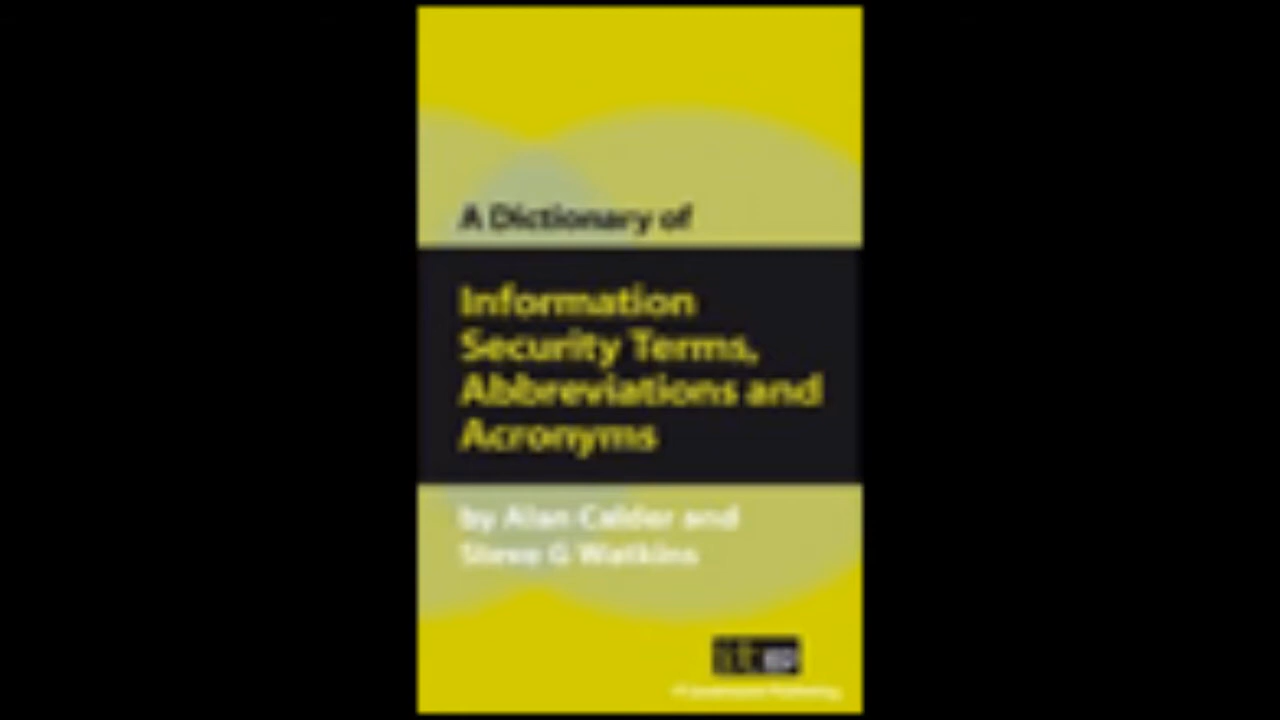 A Dictionary of
Information
Security Terms,
Abbreviations and
Acronyms
by Alan Calder and
Steve G Watkins